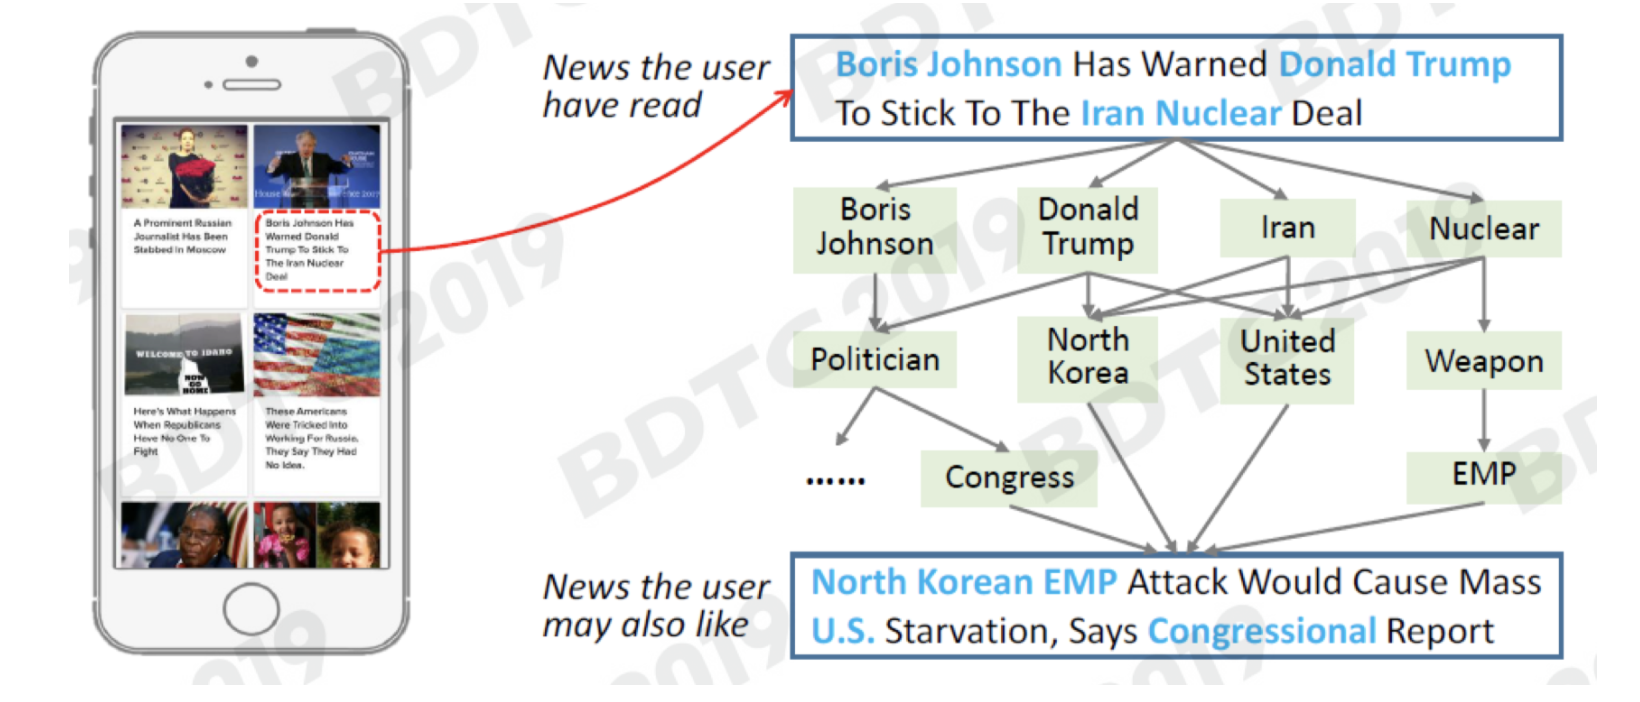 News the user
have read
Boris Johnson Has Warned Donald Trump
To Stick To The Iran Nuclear Deal
A Prominent Russian
Journalist Has Been
Stabbed In Moscow
Boris Johnson Has
Warned Donald
Trump To Stick To
The Iran Nuclear
Deal
WELCOME TO IDAHO
NOW
GO
HOME
Here's What Happens
When Republicans
Have No One To
Fight
These Americans
Were Tricked Into
Working For Russia.
They Say They Had
No Idea.
Boris
Johnson
Donald
Trump
Iran
Nuclear
Politician
North
Korea
United
States
Weapon
......
Congress
EMP
News the user
may also like
North Korean EMP Attack Would Cause Mass
U.S. Starvation, Says Congressional Report
BDTC 2019